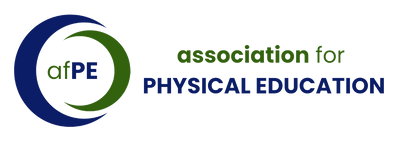 afPE
association for
PHYSICAL EDUCATION